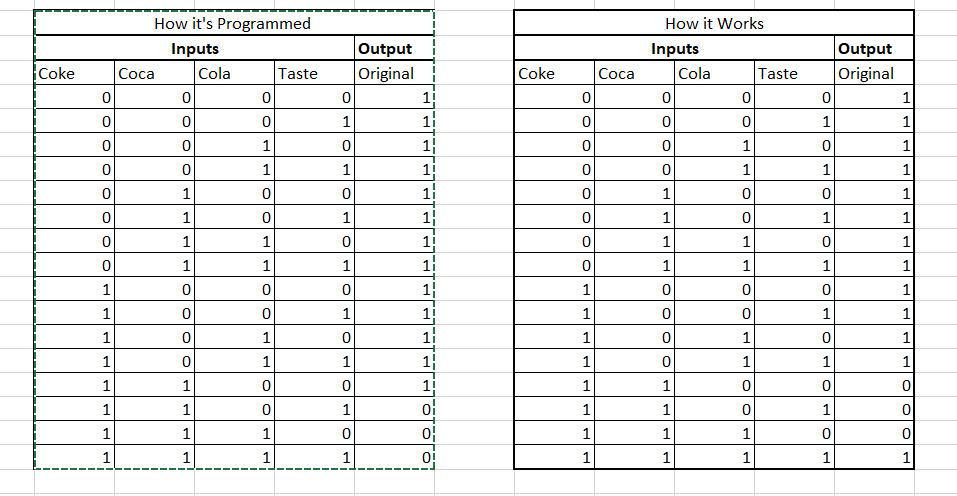 How it's Programmed How it Works
Inputs Output Inputs Output
Coke Coca Cola Taste Original Coke Coca Cola Taste Original
0 0 0 0 1 0 0 0 0 1
0 0 0 1 1 0 0 0 1 1
0 0 1 0 1 0 0 1 0 1
0 0 1 1 1 0 0 1 1 1
0 1 0 0 1 0 1 0 0 1
0 1 0 1 1 0 1 0 1 1
0 1 1 0 1 0 1 1 0 1
0 1 1 1 1 0 1 1 1 1
1 0 0 0 1 1 0 0 0 1
1 0 0 1 1 1 0 0 1 1
1 0 1 0 1 1 0 1 0 1
1 0 1 1 1 1 0 1 1 1
1 1 0 0 1 1 1 0 0 0
1 1 0 1 0 1 1 0 1 0
1 1 1 0 0 1 1 1 0 0
1 1 1 1 0 1 1 1 1 1